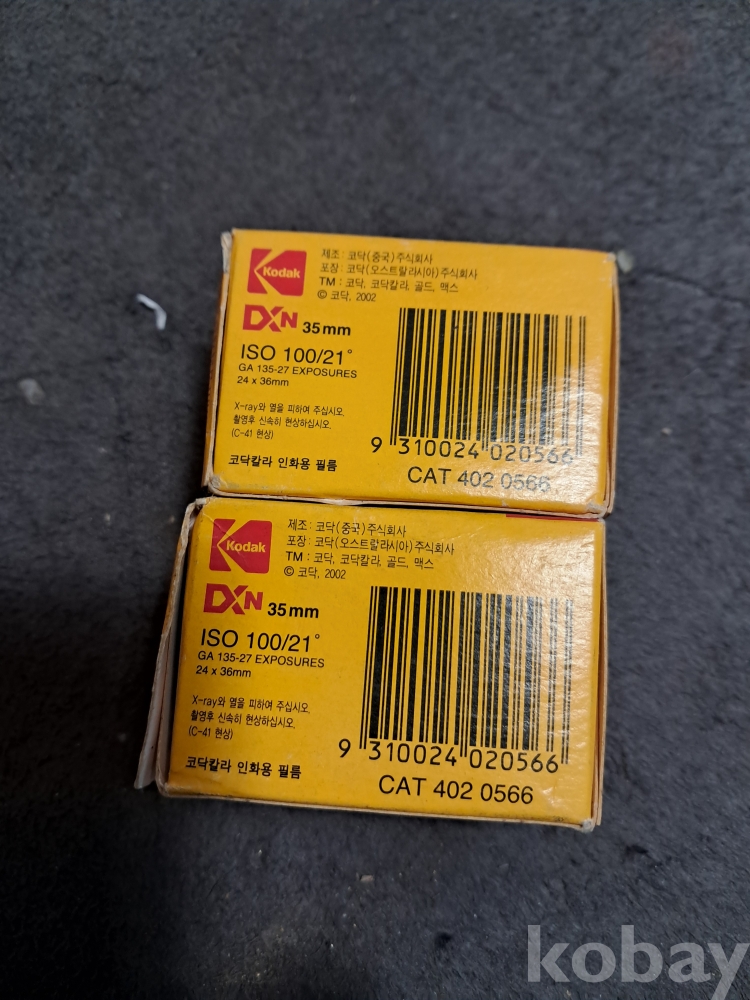 Kodak
제조 : 코닥(중국)주식회사
포장 : 코닥(오스트랄라시아)주식회사
TM : 코닥, 코닥칼라, 골드, 맥스
© 코닥, 2002
DXN 35mm
ISO 100/21°
GA 135-27 EXPOSURES
24 x 36mm
X-ray와 열을 피하여 주십시오.
촬영후 신속히 현상하십시오.
(C-41 현상)
코닥칼라 인화용 필름
9 310024 020566
CAT 402 0566
Kodak
제조 : 코닥(중국)주식회사
포장 : 코닥(오스트랄라시아)주식회사
TM : 코닥, 코닥칼라, 골드, 맥스
© 코닥, 2002
DXN 35mm
ISO 100/21°
GA 135-27 EXPOSURES
24 x 36mm
X-ray와 열을 피하여 주십시오.
촬영후 신속히 현상하십시오.
(C-41 현상)
코닥칼라 인화용 필름
9 310024 020566
CAT 402 0566
kobay